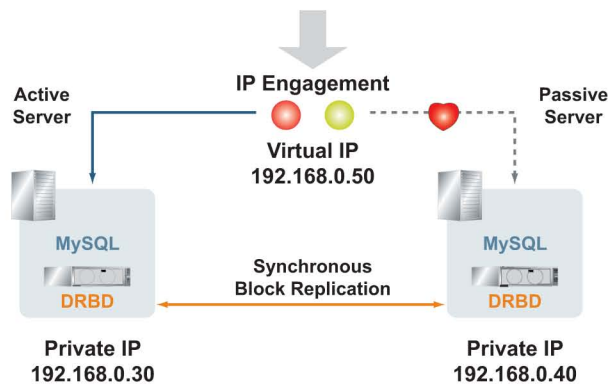 IP Engagement
Active
Server
Passive
Server
Virtual IP
192.168.0.50
MySQL
DRBD
Synchronous
Block Replication
MySQL
DRBD
Private IP
192.168.0.30
Private IP
192.168.0.40